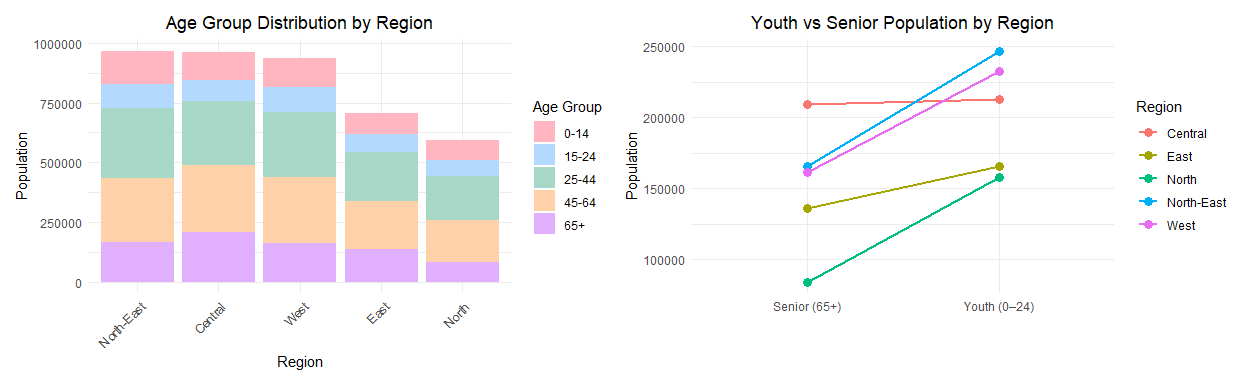 Age Group Distribution by Region
1000000
750000
500000
250000
0
Population
North-East
Central
West
East
North
Region
Age Group
0-14
15-24
25-44
45-64
65+
Youth vs Senior Population by Region
250000
200000
150000
100000
Population
Senior (65+)
Youth (0–24)
Region
Central
East
North
North-East
West